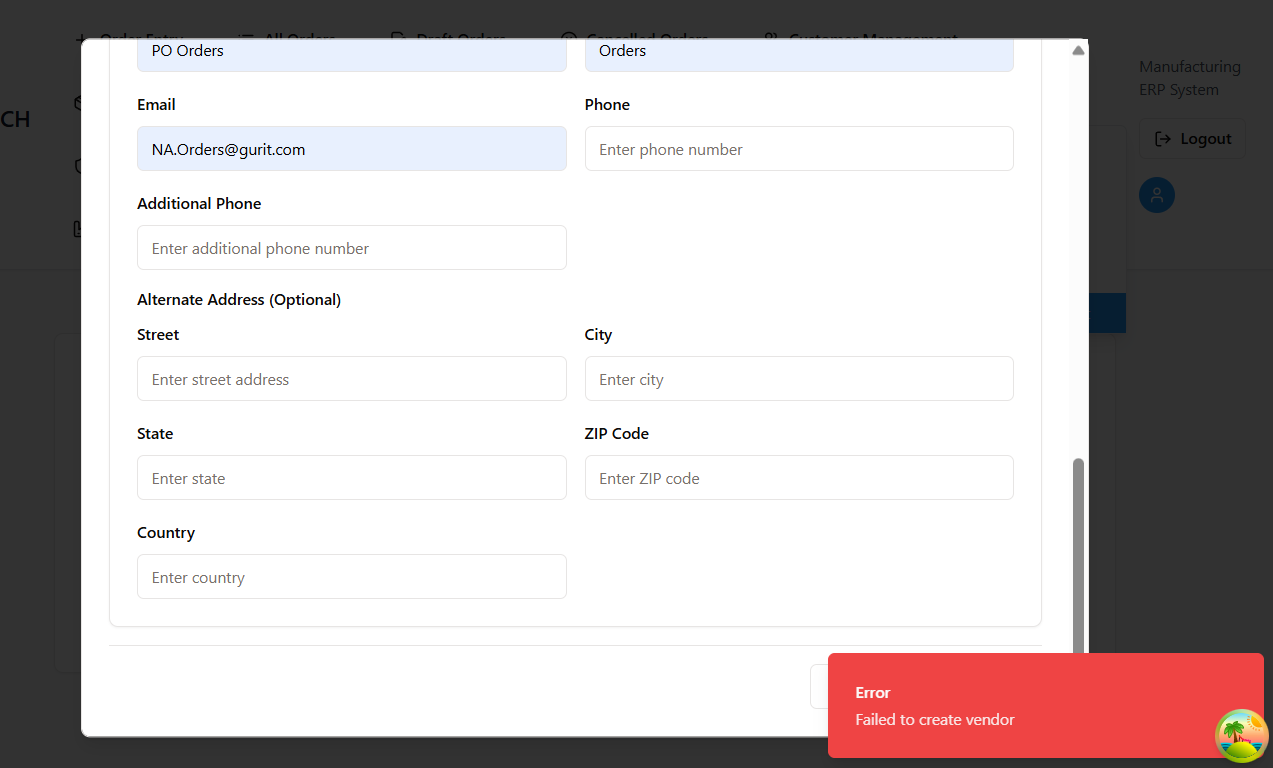 Order Entry All Orders Draft Orders Cancelled Orders Customer Management
Manufacturing
ERP System
CH
Logout
PO Orders Orders
Email Phone
NA.Orders@gurit.com Enter phone number
Additional Phone
Enter additional phone number
Alternate Address (Optional)
Street City
Enter street address Enter city
State ZIP Code
Enter state Enter ZIP code
Country
Enter country
Error
Failed to create vendor